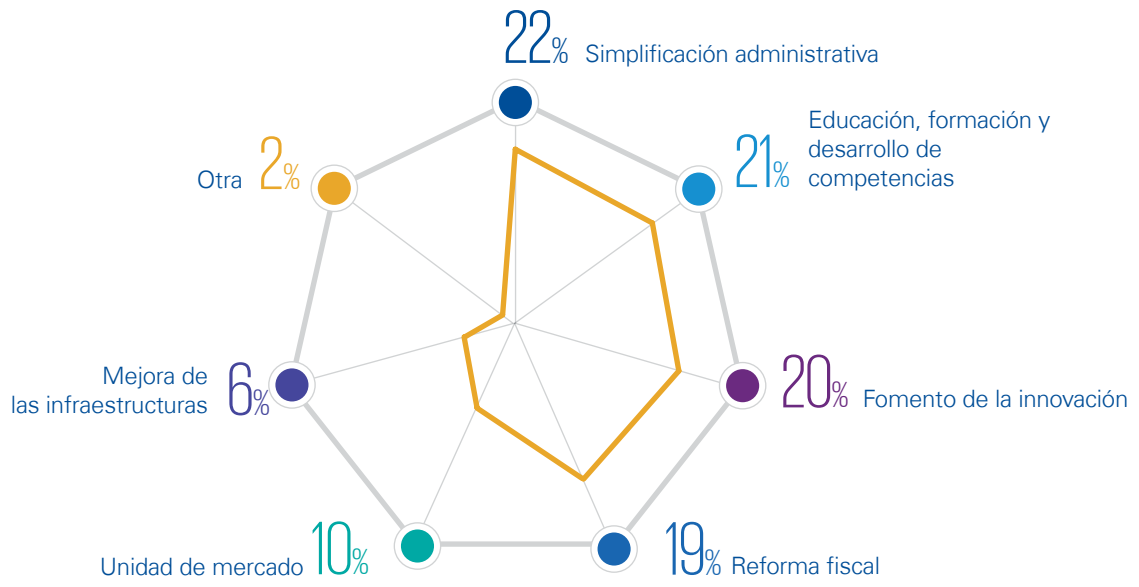 22% Simplificación administrativa
21% Educación, formación y
desarrollo de
competencias
20% Fomento de la innovación
19% Reforma fiscal
10% Unidad de mercado
6% Mejora de
las infraestructuras
2% Otra